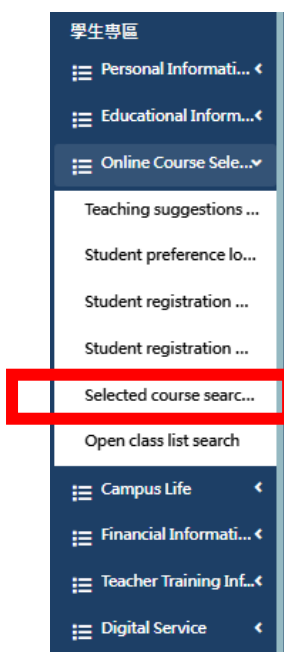 學生専區
Personal Informati...
Educational Inform...
Online Course Sele...
Teaching suggestions ...
Student preference lo...
Student registration ...
Student registration ...
Selected course searc...
Open class list search
Campus Life
Financial Informati...
Teacher Training Inf...
Digital Service